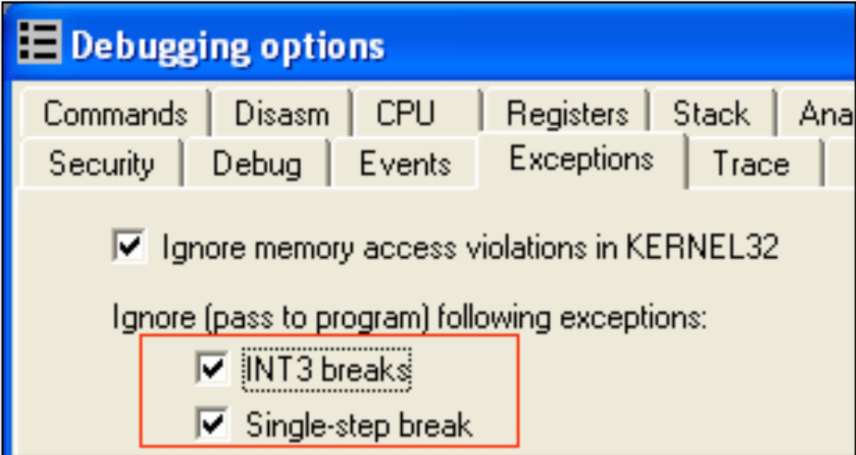 Debugging options
Commands Disasm CPU Registers Stack Ana
Security Debug Events Exceptions Trace
Ignore memory access violations in KERNEL32
Ignore (pass to program) following exceptions:
INT3 breaks
Single-step break